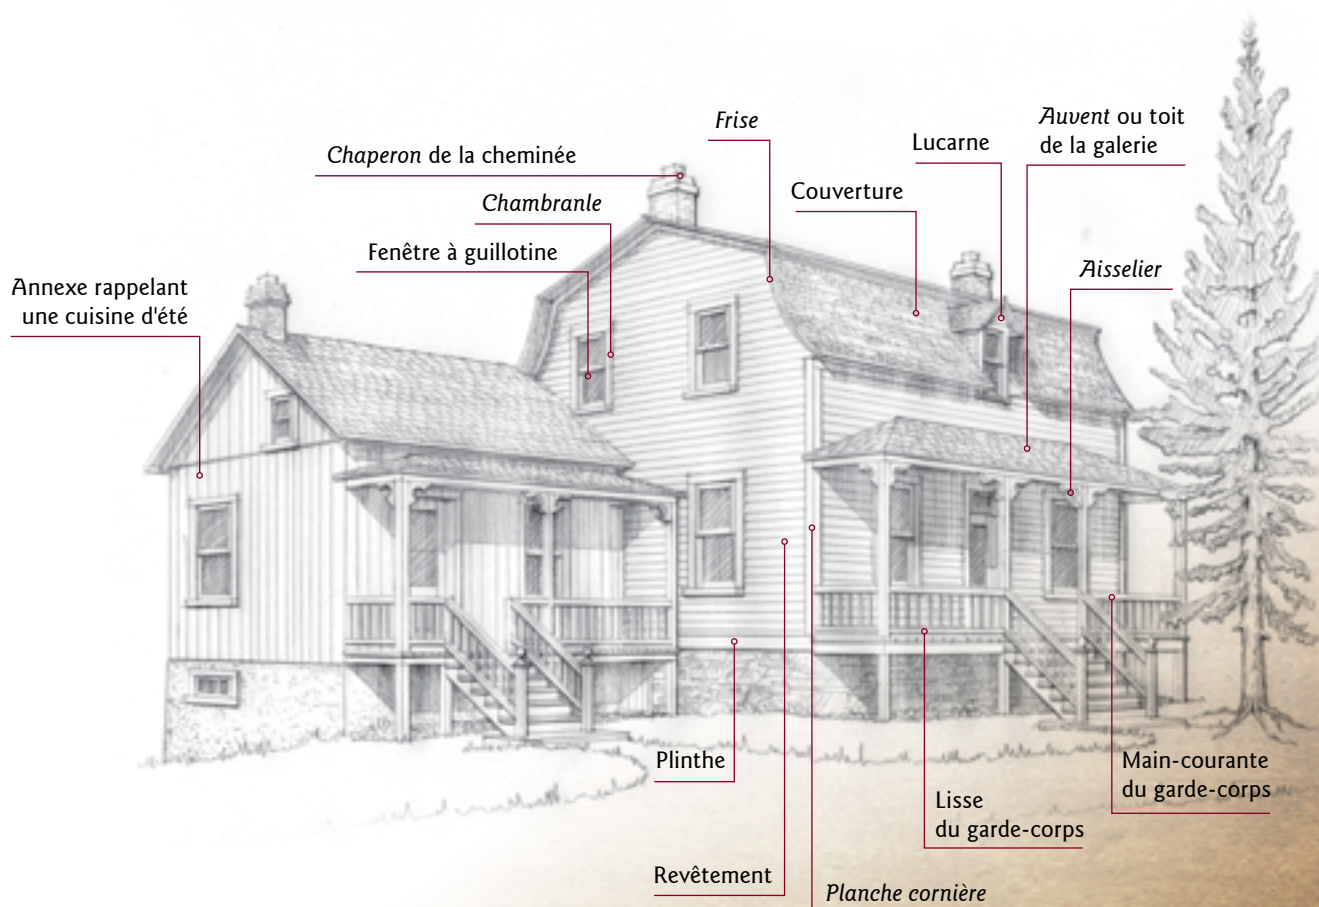 Frise
Auvent ou toit
de la galerie
Lucarne
Chaperon de la cheminée
Couverture
Chambranle
Fenêtre à guillotine
Aisselier
Annexe rappelant
une cuisine d'été
Plinthe
Main-courante
du garde-corps
Lisse
du garde-corps
Revêtement
Planche cornière